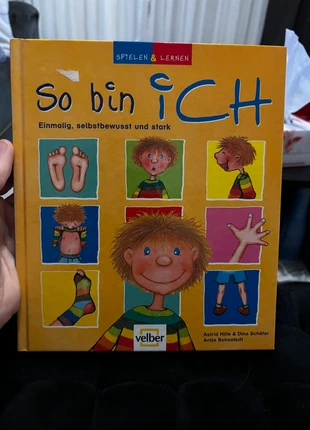 SPIELEN & LERNEN
So bin iCH
Einmalig, selbstbewusst und stark
velber
Astrid Hille & Dina Schäfer
Antje Bohnstedt